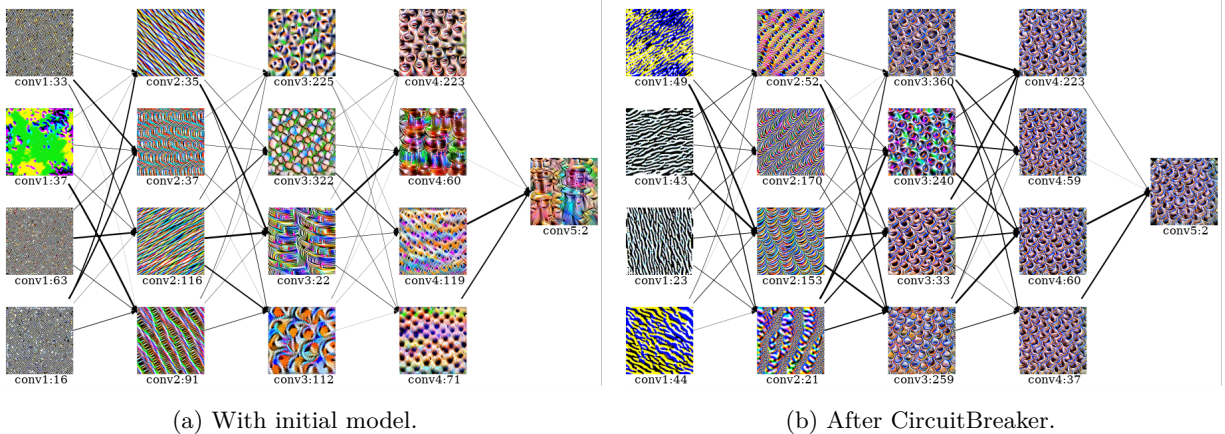 conv1:33 conv2:35 conv3:225 conv4:223 conv1:49 conv2:52 conv3:360 conv4:223
conv1:37 conv2:37 conv3:322 conv4:60 conv1:43 conv2:170 conv3:240 conv4:59
conv5:2 conv5:2
conv1:63 conv2:116 conv3:22 conv4:119 conv1:23 conv2:153 conv3:33 conv4:60
conv1:16 conv2:91 conv3:112 conv4:71 conv1:44 conv2:21 conv3:259 conv4:37
(a) With initial model. (b) After CircuitBreaker.